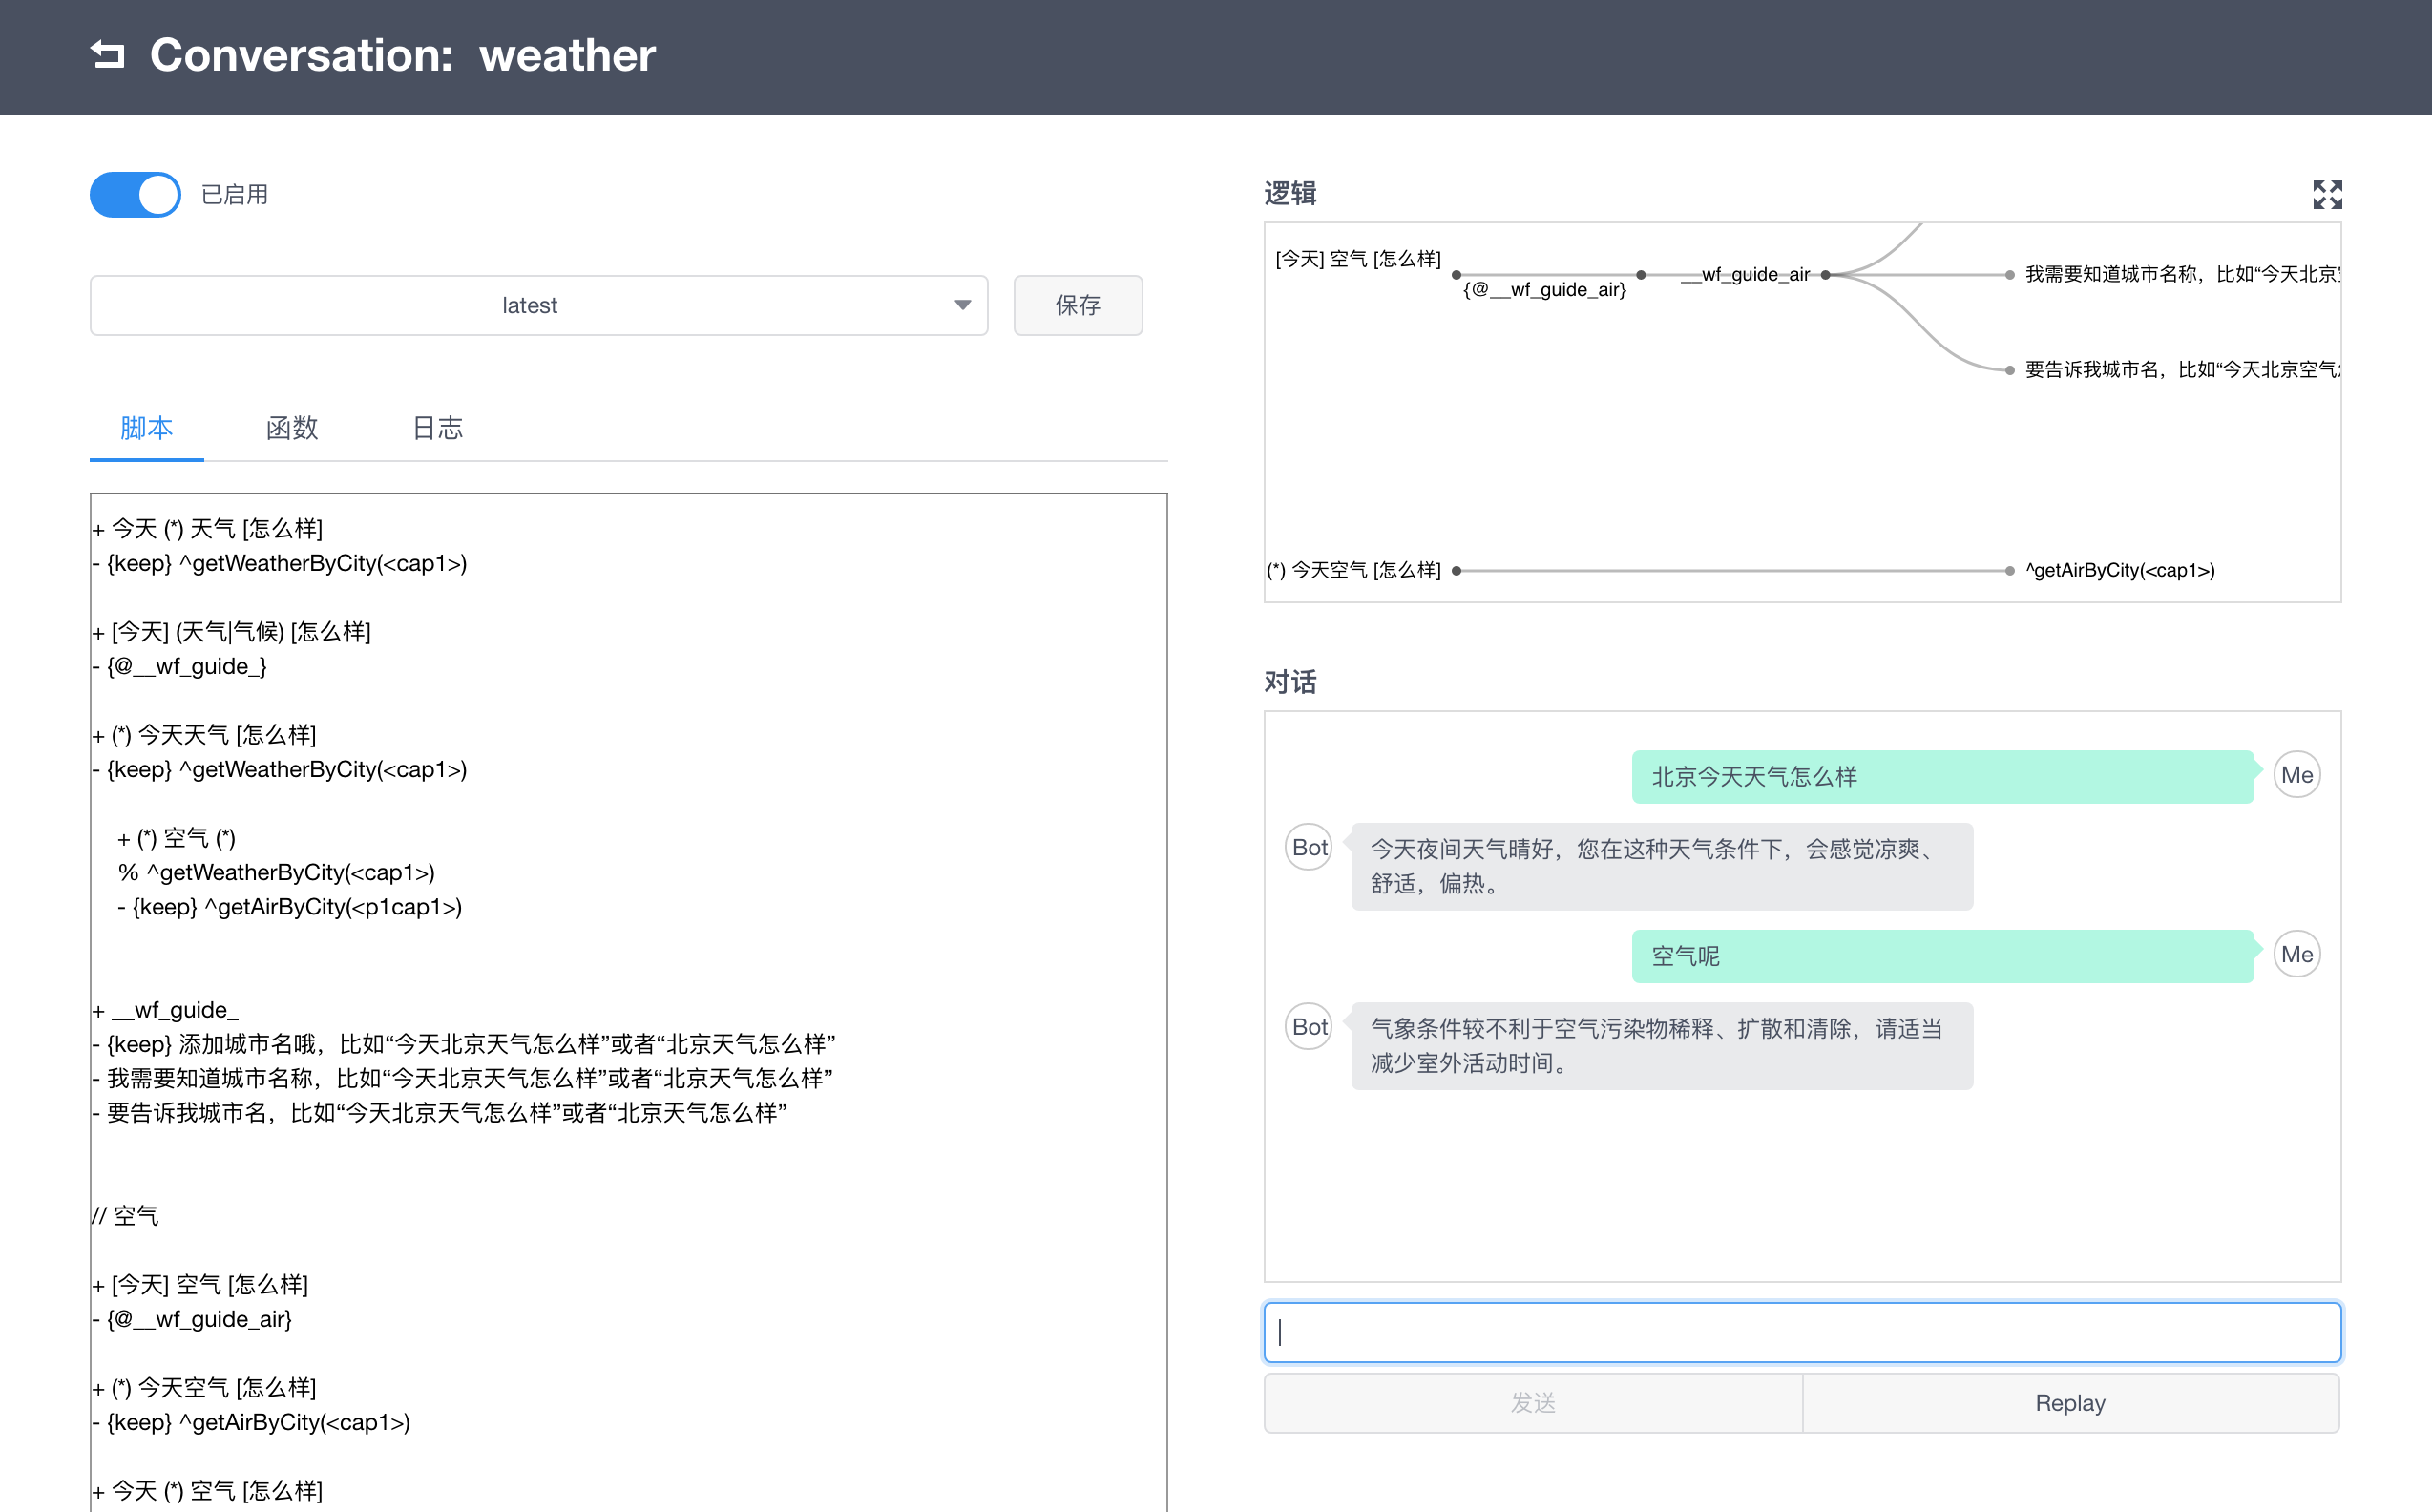 Conversation: weather
已启用
latest
保存
脚本
函数
日志
+ 今天 (*) 天气 [怎么样]
- {keep} ^getWeatherByCity(<cap1>)
+ [今天] (天气|气候) [怎么样]
- {@__wf_guide_}
+ (*) 今天天气 [怎么样]
- {keep} ^getWeatherByCity(<cap1>)
+ (*) 空气 (*)
% ^getWeatherByCity(<cap1>)
- {keep} ^getAirByCity(<p1cap1>)
+ __wf_guide_
- {keep} 添加城市名哦，比如“今天北京天气怎么样”或者“北京天气怎么样”
- 我需要知道城市名称，比如“今天北京天气怎么样”或者“北京天气怎么样”
- 要告诉我城市名，比如“今天北京天气怎么样”或者“北京天气怎么样”
// 空气
+ [今天] 空气 [怎么样]
- {@__wf_guide_air}
+ (*) 今天空气 [怎么样]
- {keep} ^getAirByCity(<cap1>)
+ 今天 (*) 空气 [怎么样]
逻辑
[今天] 空气 [怎么样]
{@__wf_guide_air}
__wf_guide_air
我需要知道城市名称，比如“今天北京
要告诉我城市名，比如“今天北京空气
(*) 今天空气 [怎么样]
^getAirByCity(<cap1>)
对话
北京今天天气怎么样
Me
Bot
今天夜间天气晴好，您在这种天气条件下，会感觉凉爽、
舒适，偏热。
空气呢
Me
Bot
气象条件较不利于空气污染物稀释、扩散和清除，请适当
减少室外活动时间。
发送
Replay